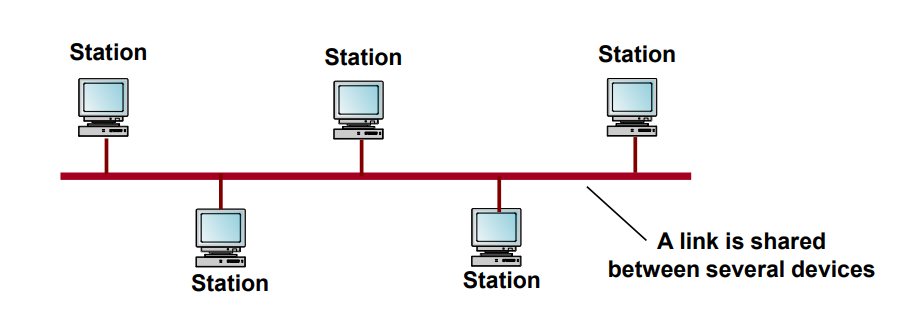 Station
Station
Station
Station
Station
A link is shared
between several devices